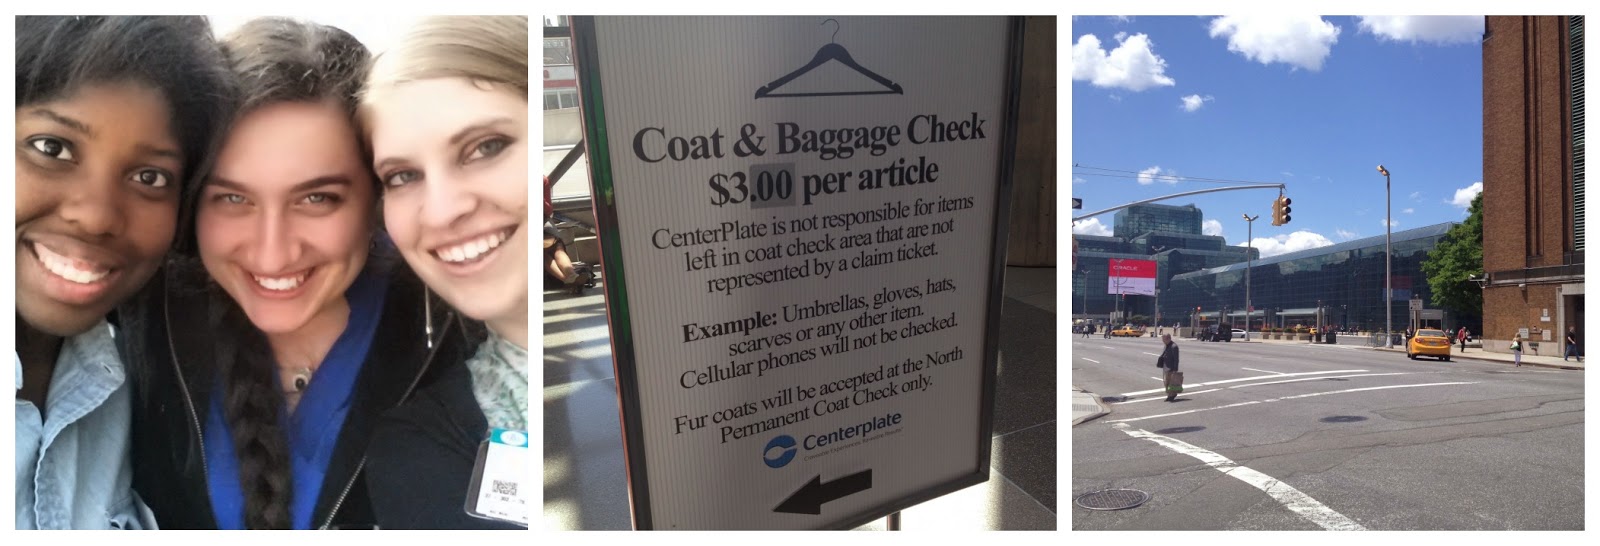 Coat & Baggage Check
$3.00 per article
CenterPlate is not responsible for items
left in coat check area that are not
represented by a claim ticket.
Example: Umbrellas, gloves, hats,
scarves or any other item.
Cellular phones will not be checked.
Fur coats will be accepted at the North
Permanent Coat Check only.
Centerplate
ORACLE